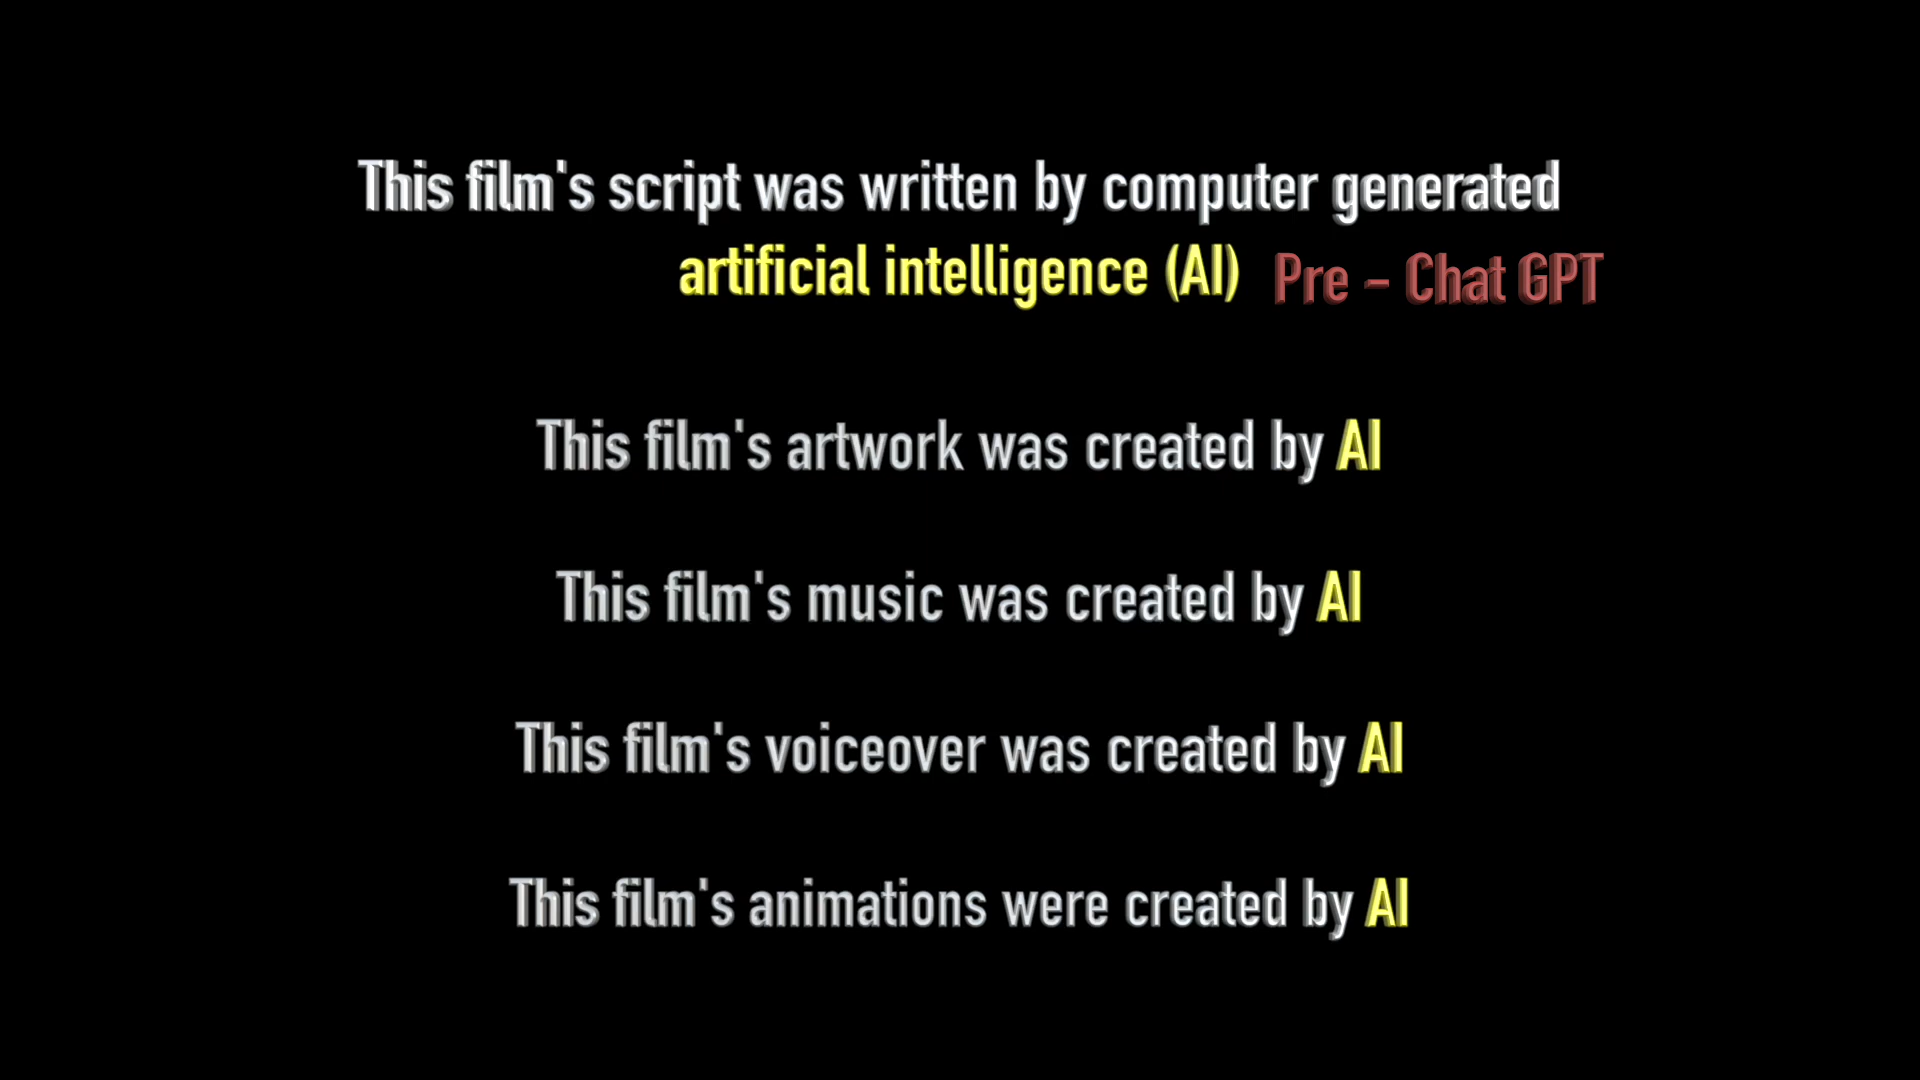 This film's script was written by computer generated
artificial intelligence (AI) Pre - Chat GPT
This film's artwork was created by AI
This film's music was created by AI
This film's voiceover was created by AI
This film's animations were created by AI